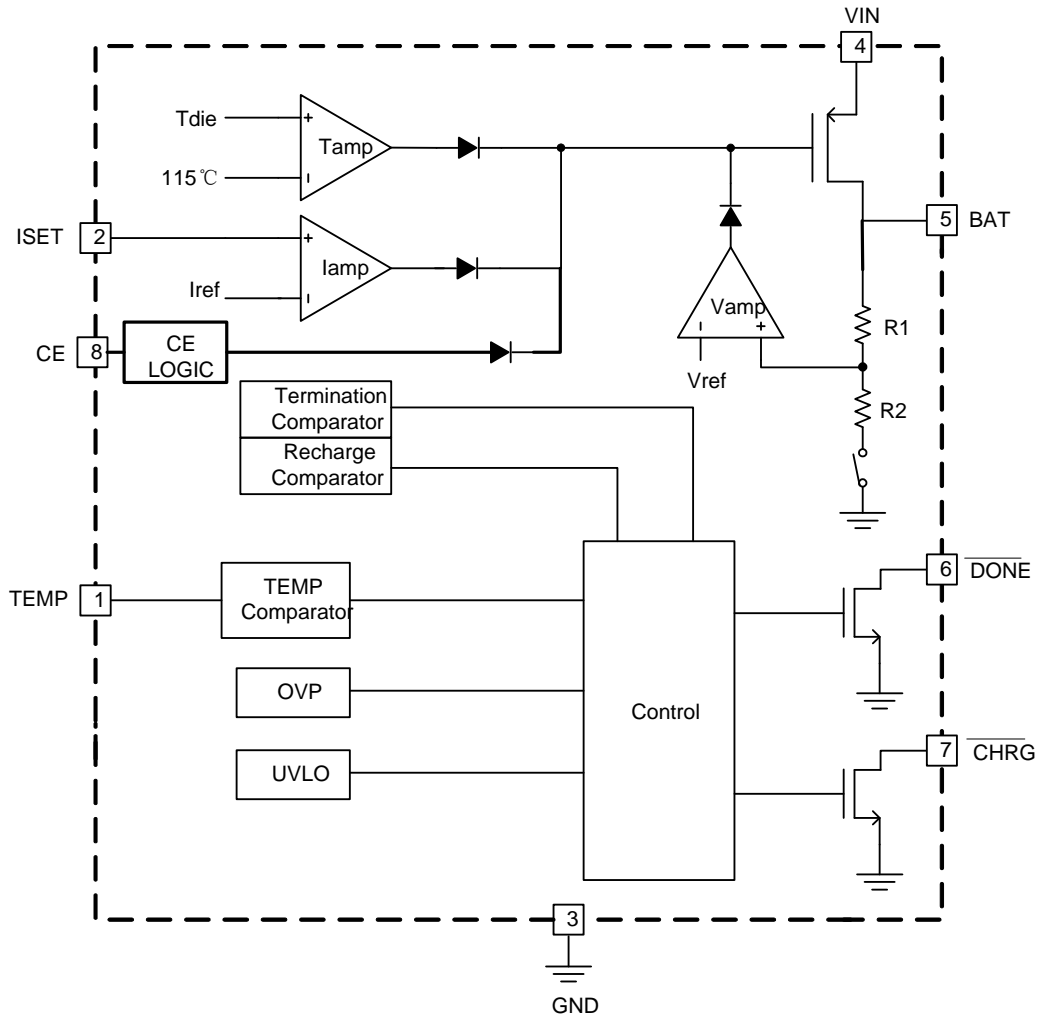 VIN
4
Tdie
+
Tamp
115℃
-
ISET
2
+
Iamp
Iref
-
5
BAT
Vamp
-
+
R1
CE
8
CE
LOGIC
Vref
R2
Termination
Comparator
Recharge
Comparator
TEMP
1
TEMP
Comparator
6
DONE
OVP
Control
UVLO
7
CHRG
3
GND